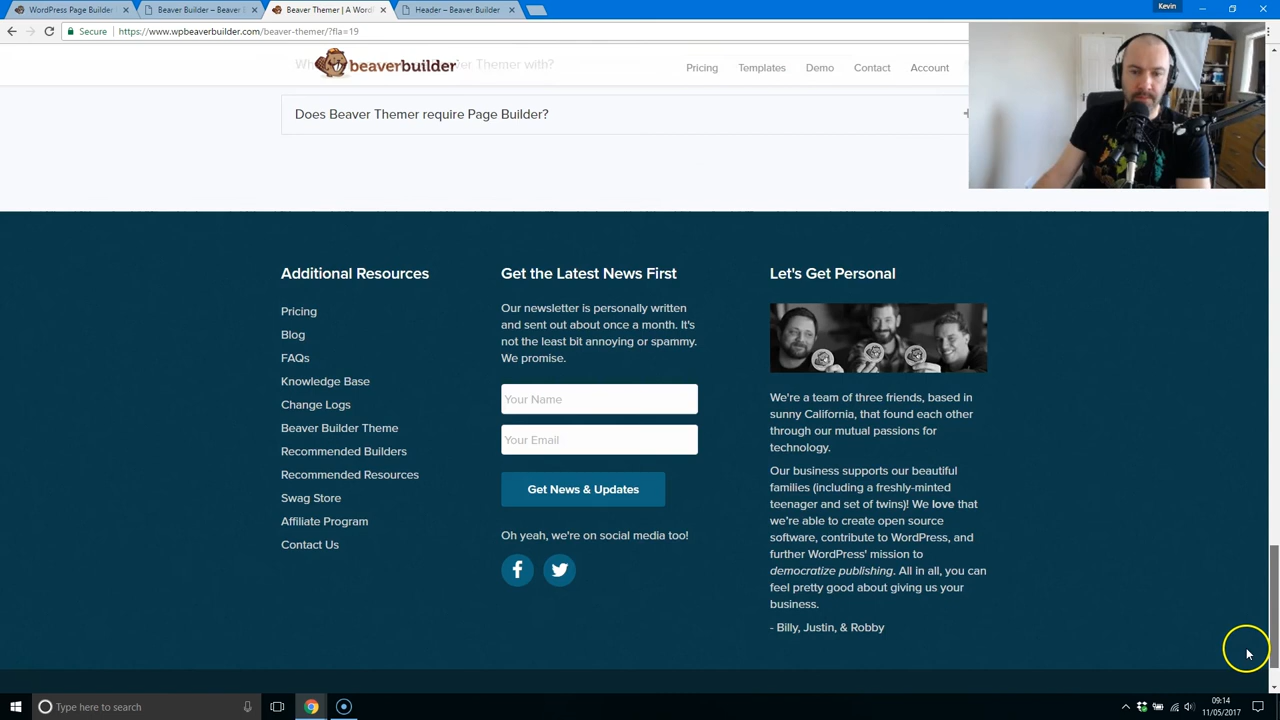 Kevin
WordPress Page Builder
Beaver Builder – Beaver
Beaver Themer | A Word
Header – Beaver Builder
Secure
https://www.wpbeaverbuilder.com/beaver-themer/?fla=19
beaverbuilder
Themer with?
Pricing
Templates
Demo
Contact
Account
Does Beaver Themer require Page Builder?
+
Additional Resources
Pricing
Blog
FAQs
Knowledge Base
Change Logs
Beaver Builder Theme
Recommended Builders
Recommended Resources
Swag Store
Affiliate Program
Contact Us
Get the Latest News First
Our newsletter is personally written
and sent out about once a month. It's
not the least bit annoying or spammy.
We promise.
Your Name
Your Email
Get News & Updates
Oh yeah, we're on social media too!
Let's Get Personal
We're a team of three friends, based in
sunny California, that found each other
through our mutual passions for
technology.
Our business supports our beautiful
families (including a freshly-minted
teenager and set of twins)! We love that
we're able to create open source
software, contribute to WordPress, and
further WordPress' mission to
democratize publishing. All in all, you can
feel pretty good about giving us your
business.
- Billy, Justin, & Robby
Type here to search
09:14
11/05/2017